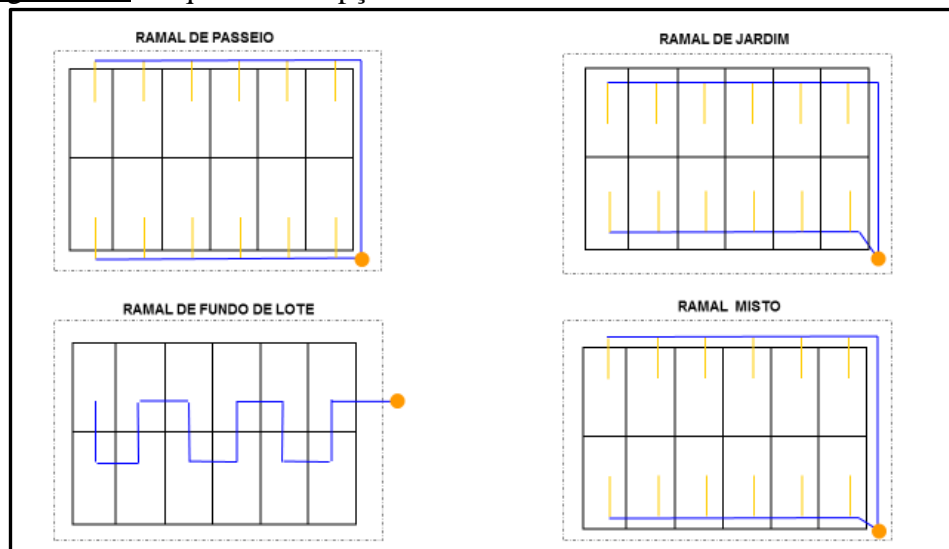 RAMAL DE PASSEIO
RAMAL DE JARDIM
RAMAL DE FUNDO DE LOTE
RAMAL MISTO